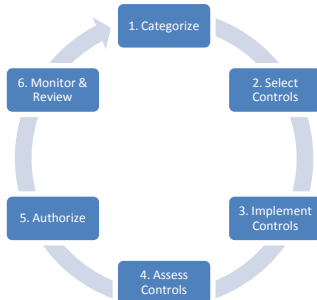 1. Categorize
2. Select
Controls
3. Implement
Controls
4. Assess
Controls
5. Authorize
6. Monitor &
Review